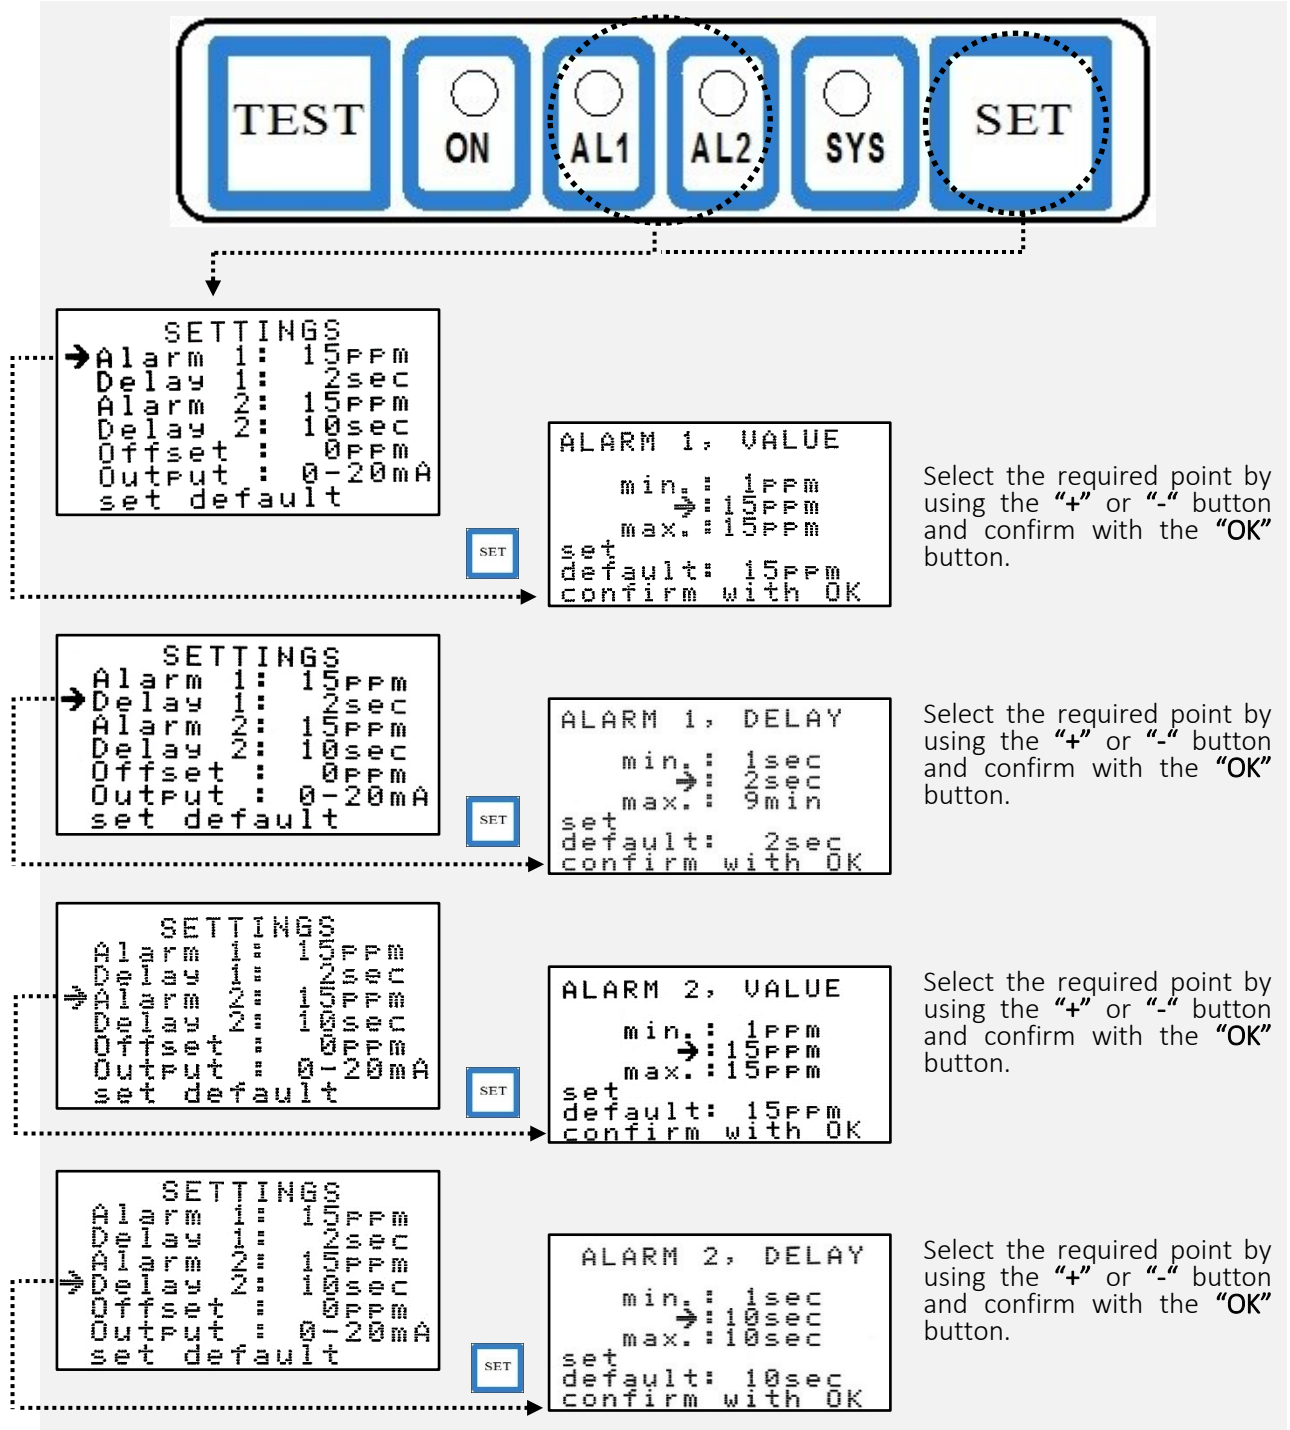 TEST
ON
AL1
AL2
SYS
SET
SETTINGS
Alarm 1: 15ppm
Delay 1: 2sec
Alarm 2: 15ppm
Delay 2: 10sec
Offset : 0ppm
Output : 0-20mA
set default
SET
ALARM 1, VALUE
min.: 1ppm
:15ppm
max.:15ppm
set
default: 15ppm
confirm with OK
Select the required point by
using the “+” or “-“ button
and confirm with the “OK”
button.
SETTINGS
Alarm 1: 15ppm
Delay 1: 2sec
Alarm 2: 15ppm
Delay 2: 10sec
Offset : 0ppm
Output : 0-20mA
set default
SET
ALARM 1, DELAY
min.: 1sec
: 2sec
max.: 9min
set
default: 2sec
confirm with OK
Select the required point by
using the “+” or “-“ button
and confirm with the “OK”
button.
SETTINGS
Alarm 1: 15ppm
Delay 1: 2sec
Alarm 2: 15ppm
Delay 2: 10sec
Offset : 0ppm
Output : 0-20mA
set default
SET
ALARM 2, VALUE
min.: 1ppm
:15ppm
max.:15ppm
set
default: 15ppm
confirm with OK
Select the required point by
using the “+” or “-“ button
and confirm with the “OK”
button.
SETTINGS
Alarm 1: 15ppm
Delay 1: 2sec
Alarm 2: 15ppm
Delay 2: 10sec
Offset : 0ppm
Output : 0-20mA
set default
SET
ALARM 2, DELAY
min.: 1sec
:10sec
max.:10sec
set
default: 10sec
confirm with OK
Select the required point by
using the “+” or “-“ button
and confirm with the “OK”
button.